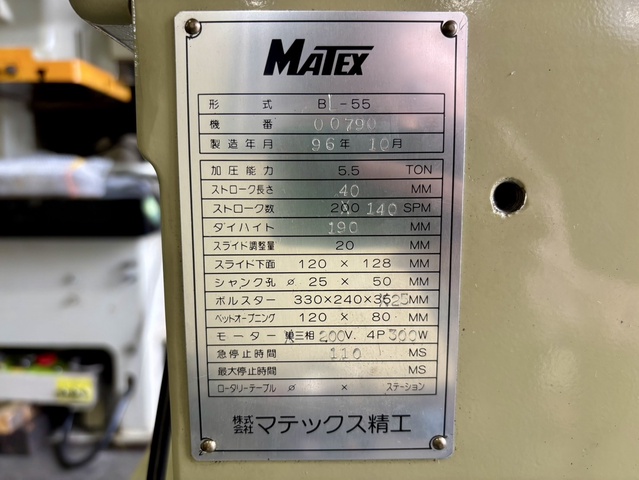 MATEX
形式 BL-55
機番 00790
製造年月 96年 10月
加圧能力 5.5 TON
ストローク長さ 40 MM
ストローク数 200 140 SPM
ダイハイト 190 MM
スライド調整量 20 MM
スライド下面 120 × 128 MM
シャンク孔 ⌀ 25 × 50 MM
ボルスター 330×240×35 25 MM
ベットオープニング 120 × 80 MM
モーター 単三相 200V. 4P 300W
急停止時間 110 MS
最大停止時間 MS
ロータリーテーブル ⌀ × ステーション
株式会社 マテックス精工